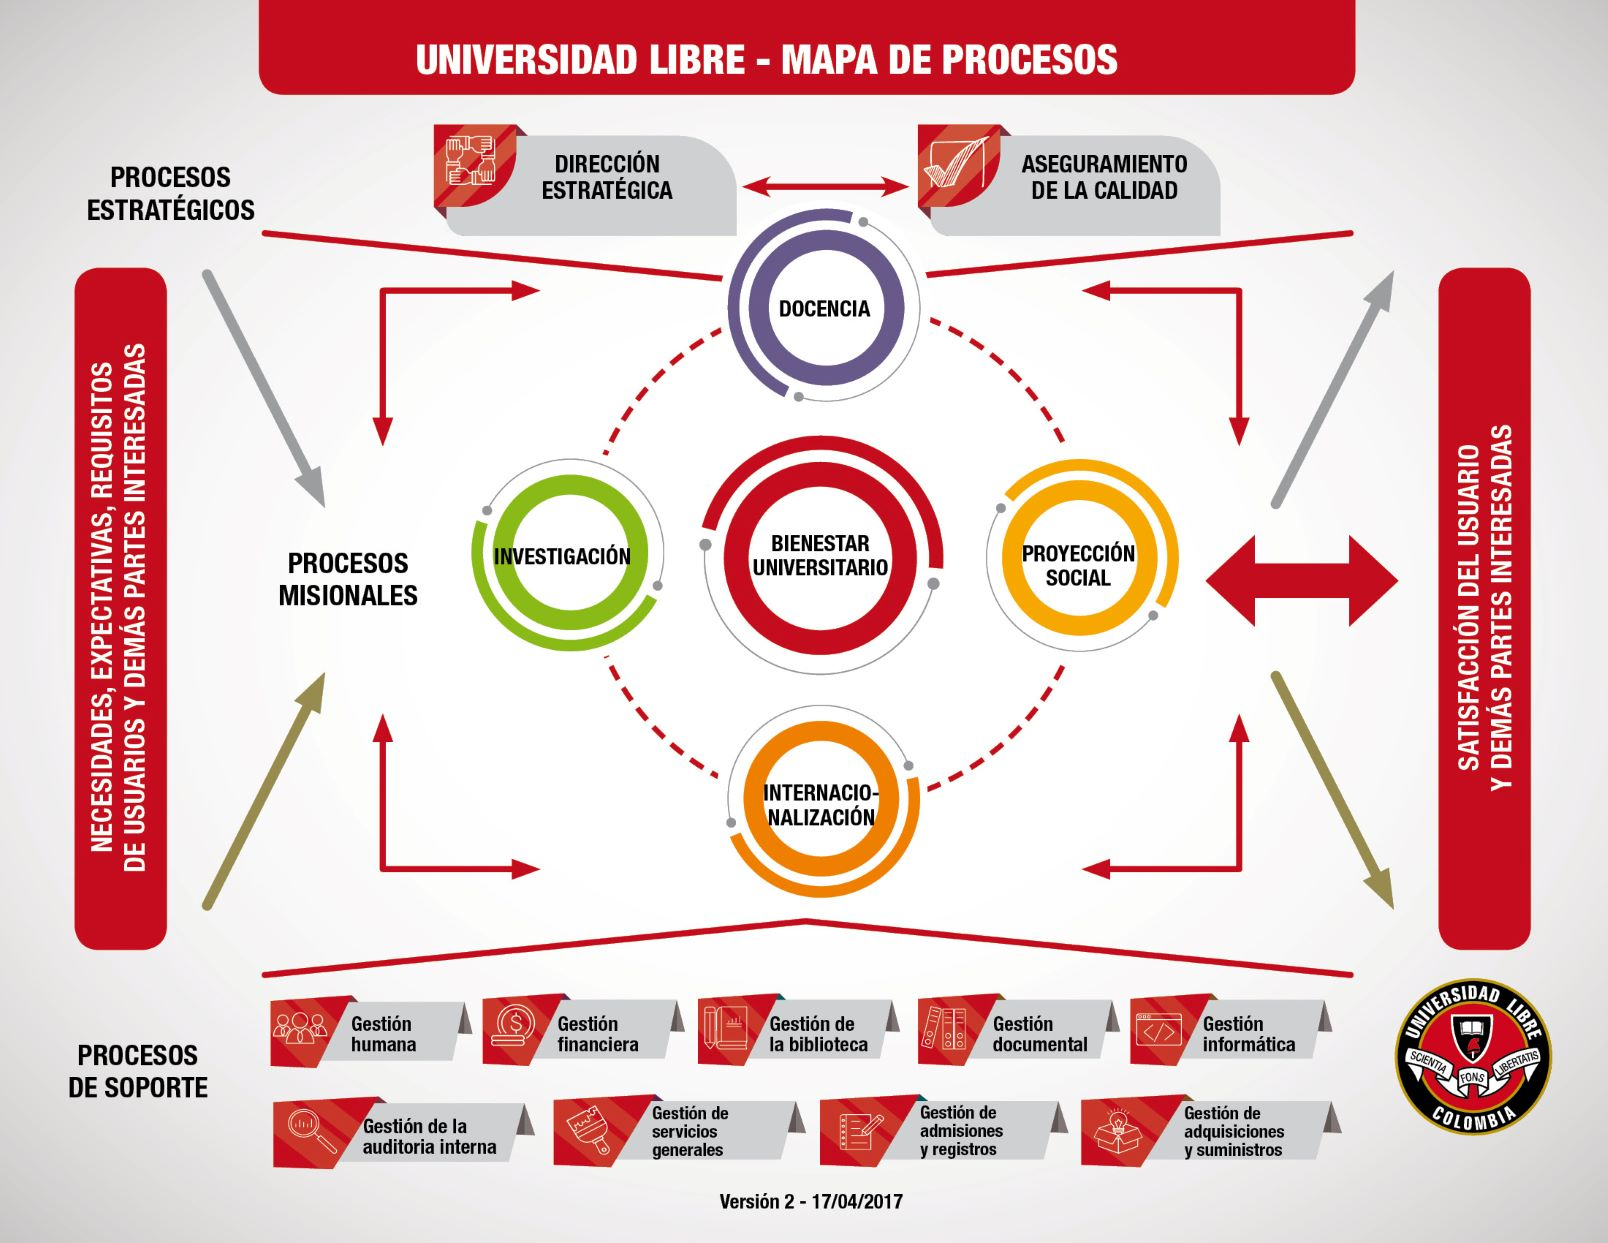 UNIVERSIDAD LIBRE - MAPA DE PROCESOS
PROCESOS
ESTRATÉGICOS
DIRECCIÓN
ESTRATÉGICA
ASEGURAMIENTO
DE LA CALIDAD
NECESIDADES, EXPECTATIVAS, REQUISITOS
DE USUARIOS Y DEMÁS PARTES INTERESADAS
DOCENCIA
PROCESOS
MISIONALES
INVESTIGACIÓN
BIENESTAR
UNIVERSITARIO
PROYECCIÓN
SOCIAL
INTERNACIO-
NALIZACIÓN
SATISFACCIÓN DEL USUARIO
Y DEMÁS PARTES INTERESADAS
PROCESOS
DE SOPORTE
Gestión
humana
Gestión
financiera
Gestión de
la biblioteca
Gestión
documental
Gestión
informática
Gestión de la
auditoria interna
Gestión de
servicios
generales
Gestión de
admisiones
y registros
Gestión de
adquisiciones
y suministros
UNIVERSIDAD LIBRE
SCIENTIA
FONS
LIBERTATIS
COLOMBIA
Versión 2 - 17/04/2017